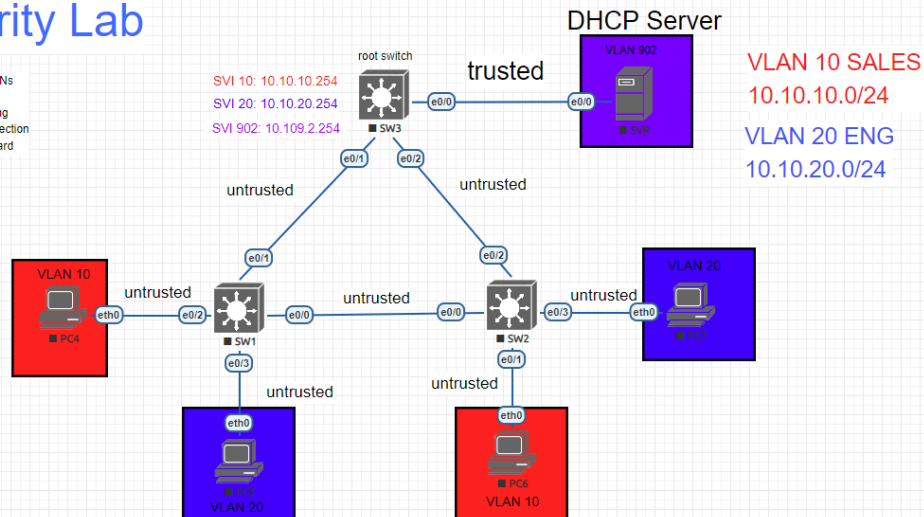 rity Lab
DHCP Server
root switch
VLAN 902
Ns
trusted
VLAN 10 SALES
SVI 10: 10.10.10.254
SVI 20: 10.10.20.254
SVI 902: 10.109.2.254
e0/0
e0/0
10.10.10.0/24
ng
ection
ard
SW3
SVR
VLAN 20 ENG
10.10.20.0/24
e0/1
e0/2
untrusted
untrusted
e0/1
e0/2
VLAN 10
VLAN 20
untrusted
untrusted
untrusted
eth0
e0/2
e0/0
e0/0
e0/3
eth0
PC4
SW1
SW2
e0/3
e0/1
untrusted
untrusted
eth0
eth0
PC6
VLAN 20
VLAN 10